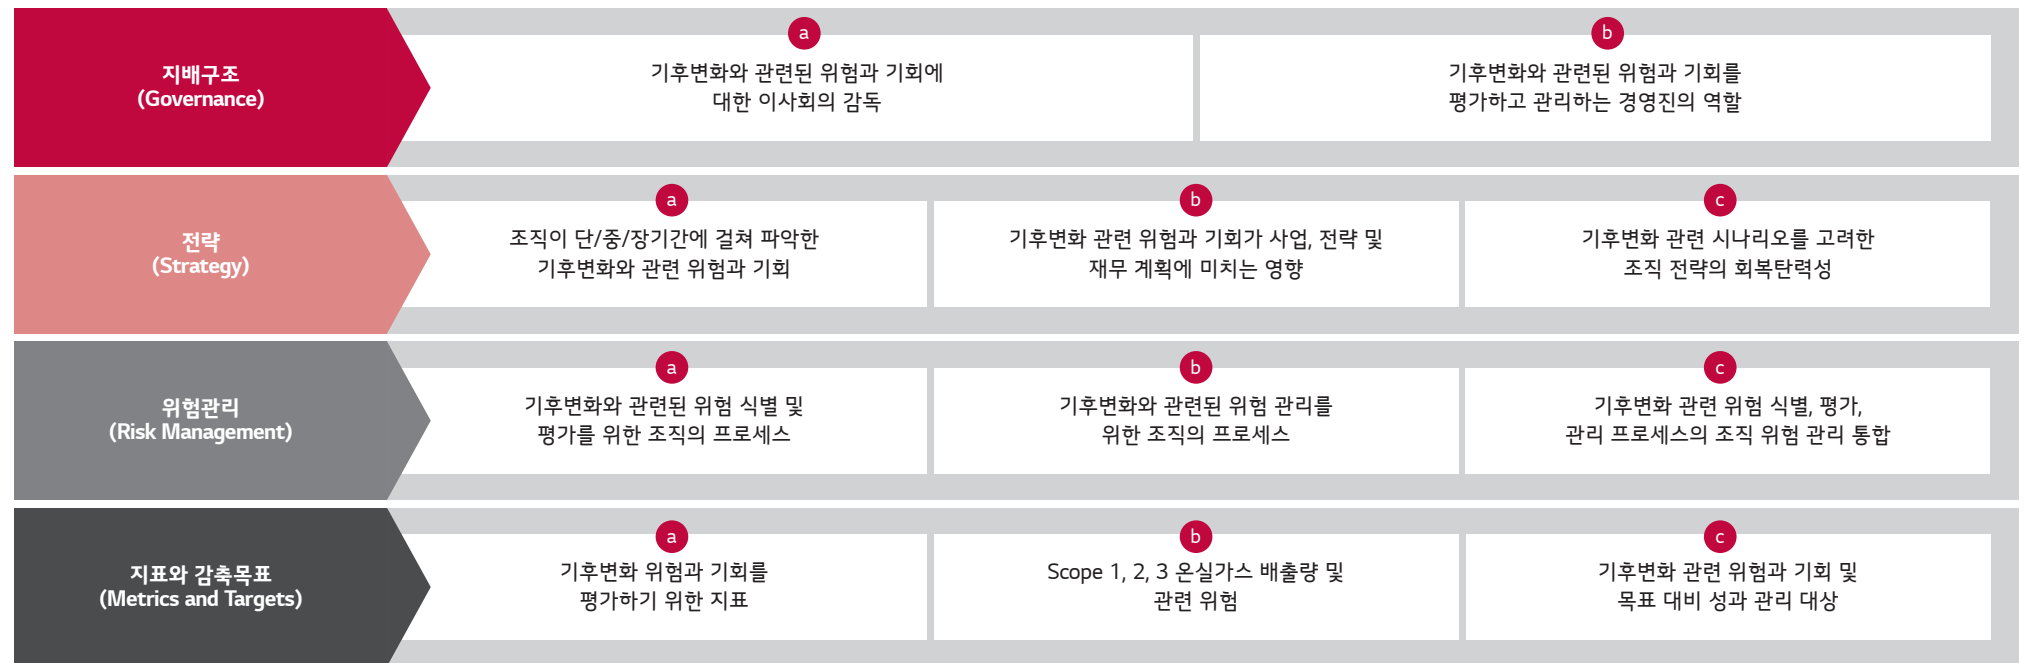 지배구조
(Governance)
a
기후변화와 관련된 위험과 기회에
대한 이사회의 감독
b
기후변화와 관련된 위험과 기회를
평가하고 관리하는 경영진의 역할
전략
(Strategy)
a
조직이 단/중/장기간에 걸쳐 파악한
기후변화와 관련 위험과 기회
b
기후변화 관련 위험과 기회가 사업, 전략 및
재무 계획에 미치는 영향
c
기후변화 관련 시나리오를 고려한
조직 전략의 회복탄력성
위험관리
(Risk Management)
a
기후변화와 관련된 위험 식별 및
평가를 위한 조직의 프로세스
b
기후변화와 관련된 위험 관리를
위한 조직의 프로세스
c
기후변화 관련 위험 식별, 평가,
관리 프로세스의 조직 위험 관리 통합
지표와 감축목표
(Metrics and Targets)
a
기후변화 위험과 기회를
평가하기 위한 지표
b
Scope 1, 2, 3 온실가스 배출량 및
관련 위험
c
기후변화 관련 위험과 기회 및
목표 대비 성과 관리 대상